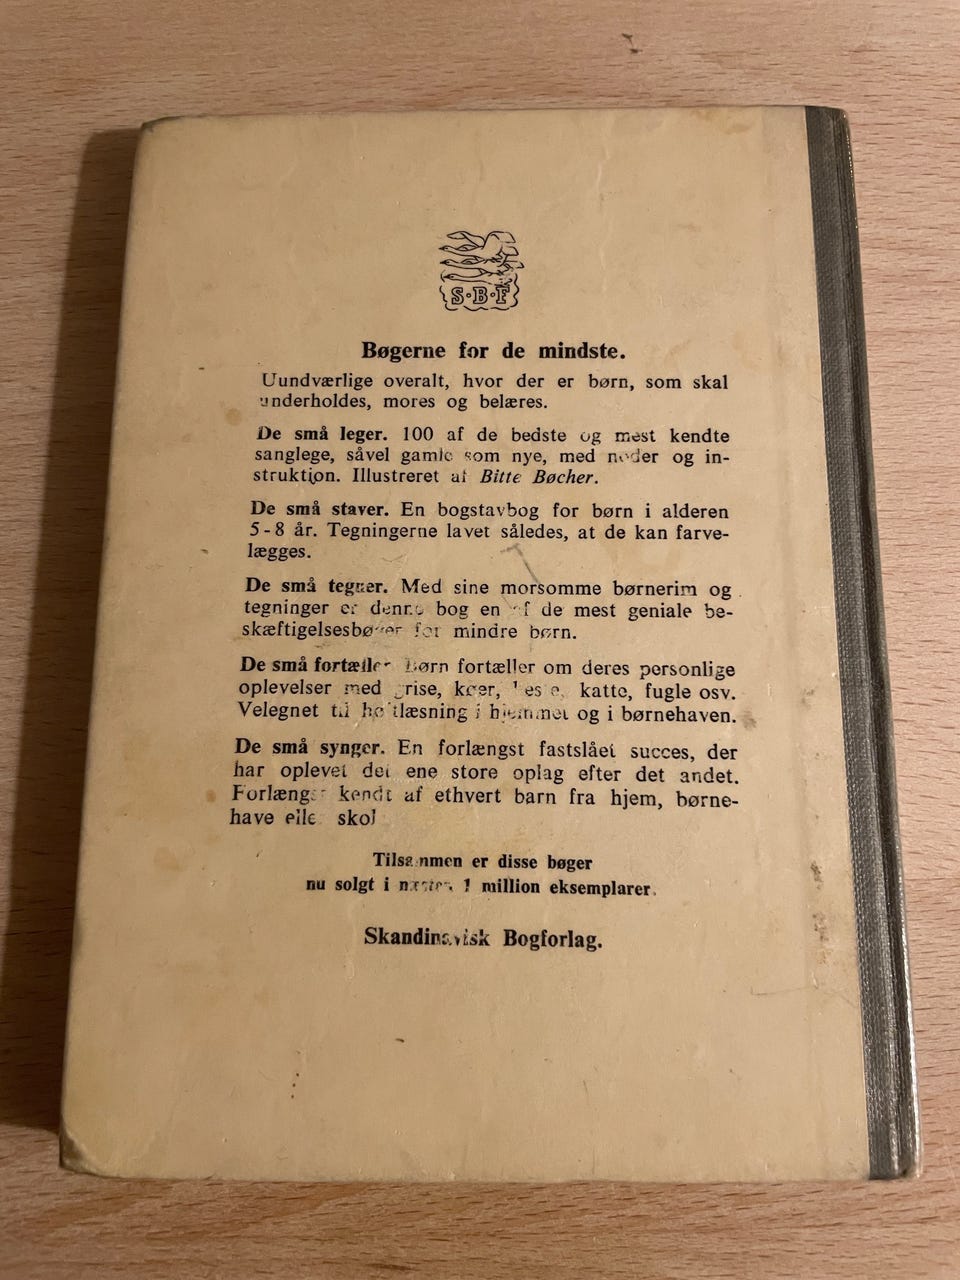 S·B·F
Bøgerne for de mindste.
Uundværlige overalt, hvor der er børn, som skal
underholdes, mores og belæres.
De små leger. 100 af de bedste og mest kendte
sanglege, såvel gamle som nye, med noder og in-
struktion. Illustreret af Bitte Bøcher.
De små staver. En bogstavbog for børn i alderen
5-8 år. Tegningerne lavet således, at de kan farve-
lægges.
De små tegner. Med sine morsomme børnerim og
tegninger er denne bog en af de mest geniale be-
skæftigelsesbøger for mindre børn.
De små fortæller. Børn fortæller om deres personlige
oplevelser med grise, køer, heste, katte, fugle osv.
Velegnet til højtlæsning i hjemmet og i børnehaven.
De små synger. En forlængst fastslået succes, der
har oplevet det ene store oplag efter det andet.
Forlængst kendt af ethvert barn fra hjem, børne-
have eller skole
Tilsammen er disse bøger
nu solgt i næsten 1 million eksemplarer.
Skandinavisk Bogforlag.